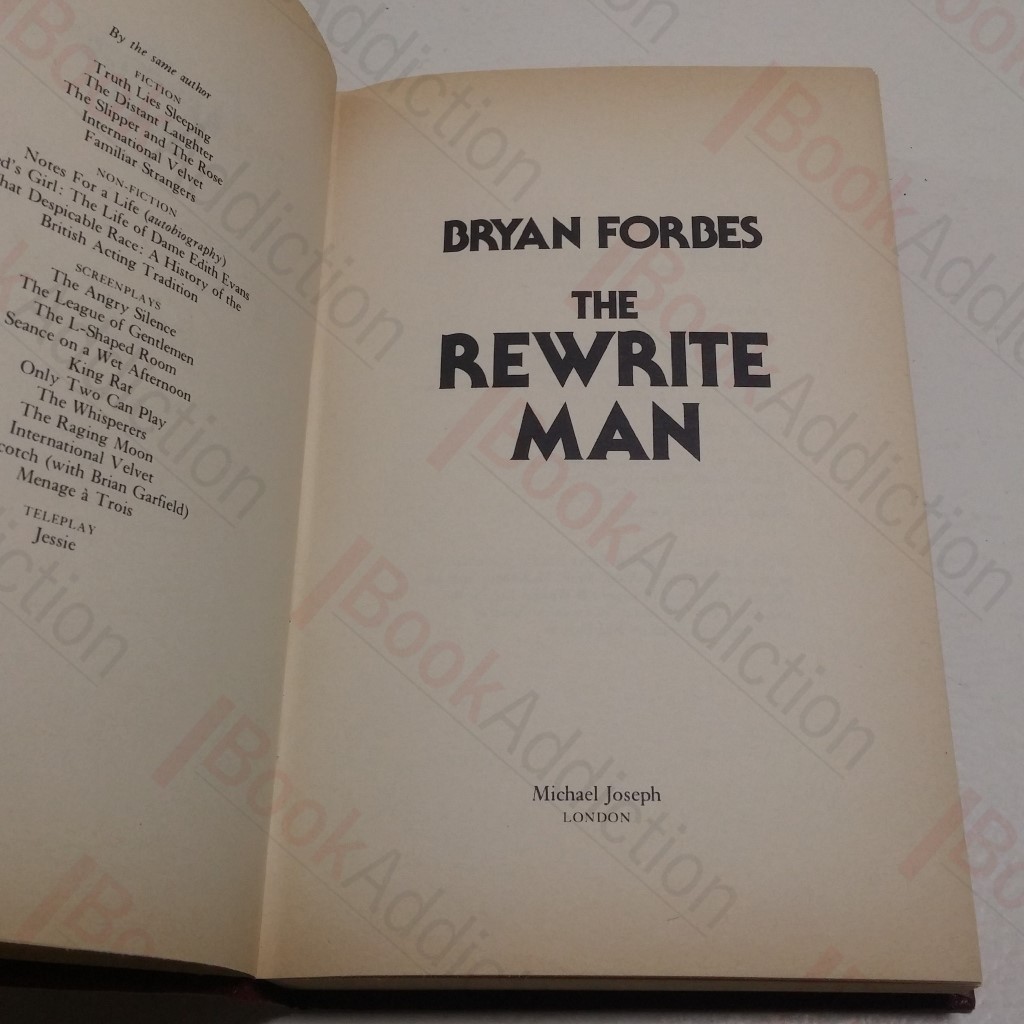 By the same author
FICTION
Truth Lies Sleeping
The Distant Laughter
The Slipper and The Rose
International Velvet
Familiar Strangers
NON-FICTION
Notes For a Life (autobiography)
Girl: The Life of Dame Edith Evans
Despicable Race: A History of the
British Acting Tradition
SCREENPLAYS
The Angry Silence
The League of Gentlemen
The L-Shaped Room
Seance on a Wet Afternoon
King Rat
Only Two Can Play
The Whisperers
The Raging Moon
International Velvet
(with Brian Garfield)
Menage à Trois
TELEPLAY
Jessie
BRYAN FORBES
THE
REWRITE
MAN
Michael Joseph
LONDON
BookAddiction